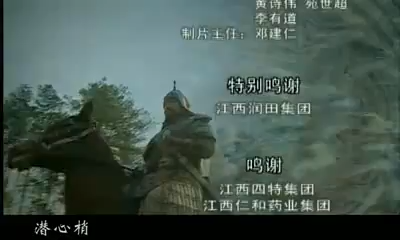 黄诗伟 苑世超
李有道
制片主任：邓建仁
特别鸣谢
江西润田集团
鸣谢
江西四特集团
江西仁和药业集团
潜心梢